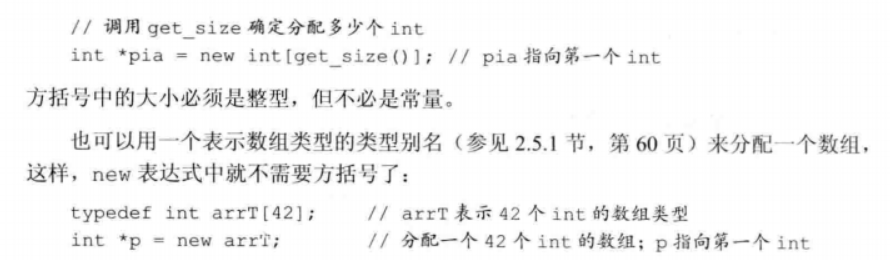 // 调用 get_size 确定分配多少个 int
int *pia = new int[get_size()]; // pia 指向第一个 int
方括号中的大小必须是整型，但不必是常量。
也可以用一个表示数组类型的类型别名（参见 2.5.1 节，第 60 页）来分配一个数组，
这样，new 表达式中就不需要方括号了：
typedef int arrT[42]; // arrT 表示 42 个 int 的数组类型
int *p = new arrT; // 分配一个 42 个 int 的数组；p 指向第一个 int